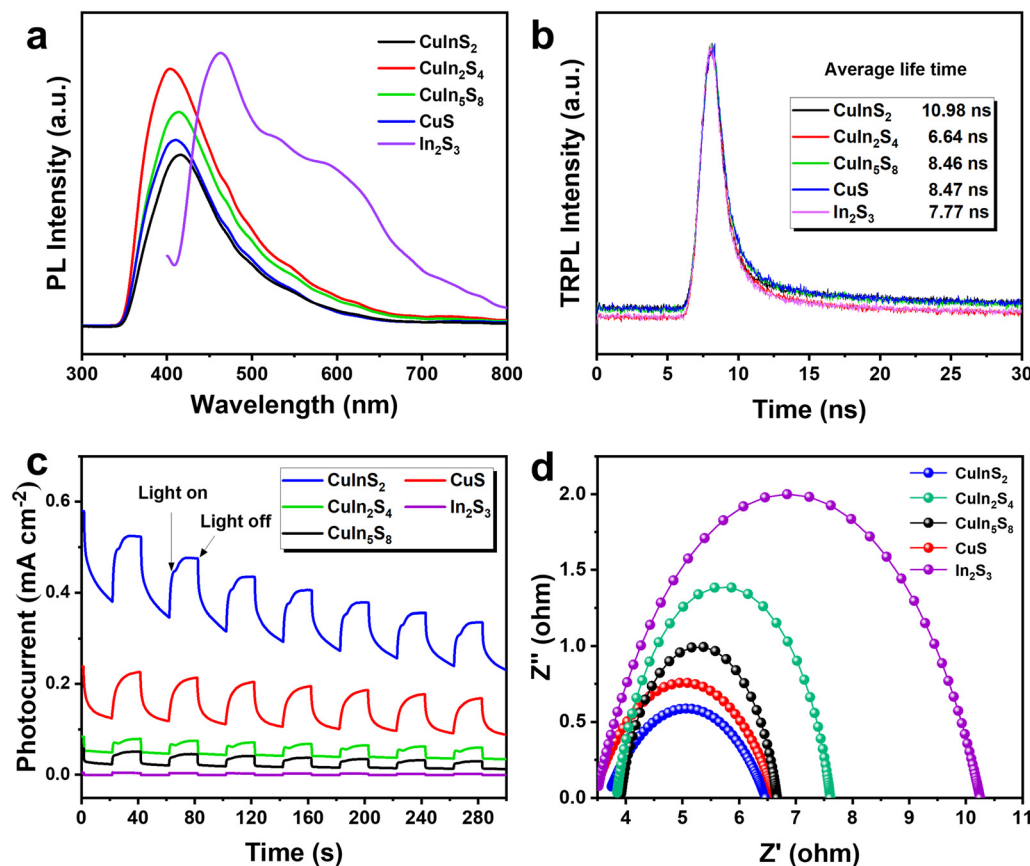 a
CuInS₂
CuIn₂S₄
CuIn₅S₈
CuS
In₂S₃
PL Intensity (a.u.)
300 400 500 600 700 800
Wavelength (nm)
b
Average life time
CuInS₂ 10.98 ns
CuIn₂S₄ 6.64 ns
CuIn₅S₈ 8.46 ns
CuS 8.47 ns
In₂S₃ 7.77 ns
TRPL Intensity (a.u.)
0 5 10 15 20 25 30
Time (ns)
c
CuInS₂ CuS
CuIn₂S₄ In₂S₃
CuIn₅S₈
Light on
Light off
Photocurrent (mA cm⁻²)
0.6
0.4
0.2
0.0
0 40 80 120 160 200 240 280
Time (s)
d
CuInS₂
CuIn₂S₄
CuIn₅S₈
CuS
In₂S₃
Z'' (ohm)
2.0
1.5
1.0
0.5
0.0
4 5 6 7 8 9 10 11
Z' (ohm)